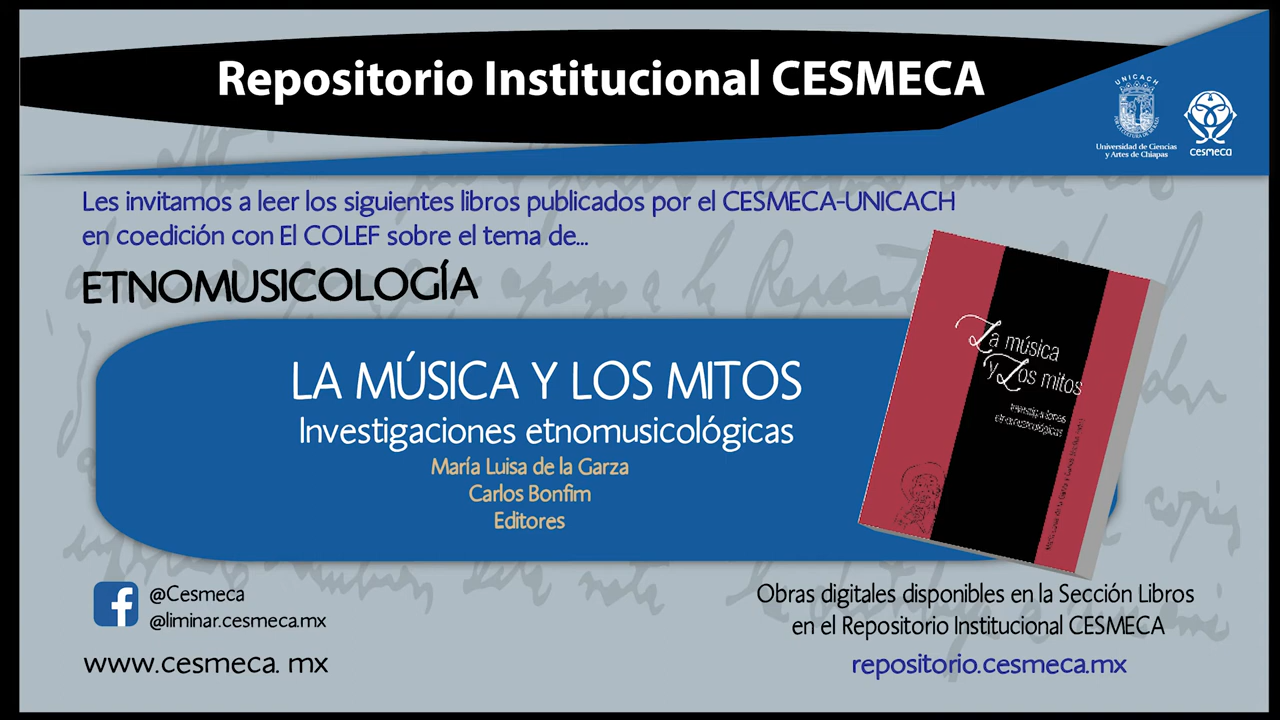 Repositorio Institucional CESMECA
UNICACH
Universidad de Ciencias
y Artes de Chiapas
cesmeca
Les invitamos a leer los siguientes libros publicados por el CESMECA-UNICACH
en coedición con El COLEF sobre el tema de...
ETNOMUSICOLOGÍA
LA MÚSICA Y LOS MITOS
Investigaciones etnomusicológicas
María Luisa de la Garza
Carlos Bonfim
Editores
La música
y Los mitos
Investigaciones
etnomusicológicas
@Cesmeca
@liminar.cesmeca.mx
www.cesmeca. mx
Obras digitales disponibles en la Sección Libros
en el Repositorio Institucional CESMECA
repositorio.cesmeca.mx